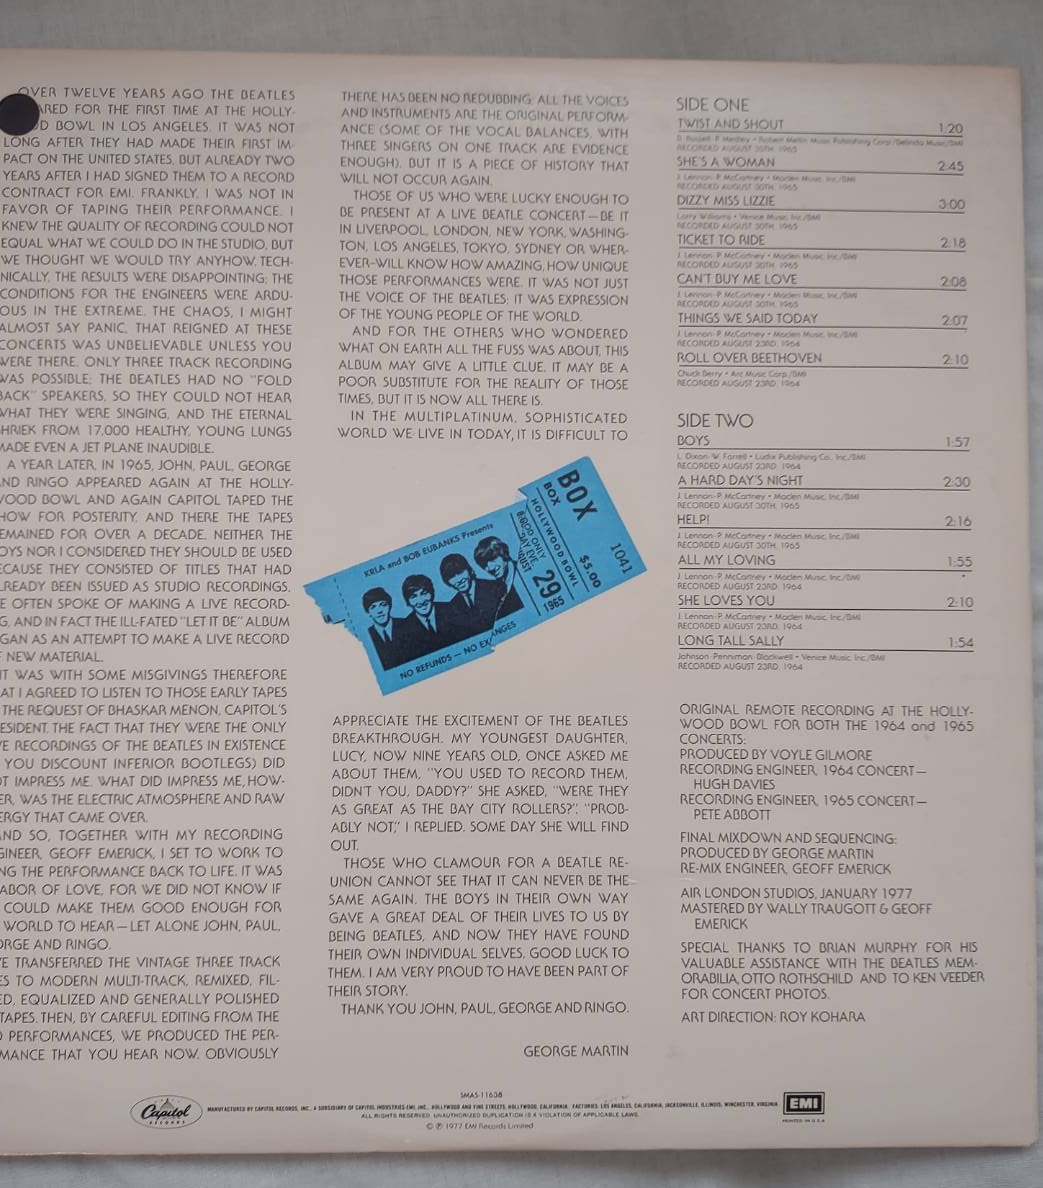 OVER TWELVE YEARS AGO THE BEATLES
ARED FOR THE FIRST TIME AT THE HOLLY-
D BOWL IN LOS ANGELES. IT WAS NOT
LONG AFTER THEY HAD MADE THEIR FIRST IM-
PACT ON THE UNITED STATES, BUT ALREADY TWO
YEARS AFTER I HAD SIGNED THEM TO A RECORD
CONTRACT FOR EMI. FRANKLY, I WAS NOT IN
FAVOR OF TAPING THEIR PERFORMANCE. I
KNEW THE QUALITY OF RECORDING COULD NOT
EQUAL WHAT WE COULD DO IN THE STUDIO, BUT
WE THOUGHT WE WOULD TRY ANYHOW. TECH-
NICALLY, THE RESULTS WERE DISAPPOINTING; THE
CONDITIONS FOR THE ENGINEERS WERE ARDU-
OUS IN THE EXTREME. THE CHAOS, I MIGHT
ALMOST SAY PANIC, THAT REIGNED AT THESE
CONCERTS WAS UNBELIEVABLE UNLESS YOU
WERE THERE. ONLY THREE TRACK RECORDING
WAS POSSIBLE; THE BEATLES HAD NO "FOLD
BACK" SPEAKERS, SO THEY COULD NOT HEAR
WHAT THEY WERE SINGING, AND THE ETERNAL
SHRIEK FROM 17,000 HEALTHY, YOUNG LUNGS
MADE EVEN A JET PLANE INAUDIBLE.
A YEAR LATER, IN 1965, JOHN, PAUL, GEORGE
AND RINGO APPEARED AGAIN AT THE HOLLY-
WOOD BOWL AND AGAIN CAPITOL TAPED THE
SHOW FOR POSTERITY, AND THERE THE TAPES
REMAINED FOR OVER A DECADE. NEITHER THE
OYS NOR I CONSIDERED THEY SHOULD BE USED
ECAUSE THEY CONSISTED OF TITLES THAT HAD
LREADY BEEN ISSUED AS STUDIO RECORDINGS.
E OFTEN SPOKE OF MAKING A LIVE RECORD-
G, AND IN FACT THE ILL-FATED "LET IT BE" ALBUM
GAN AS AN ATTEMPT TO MAKE A LIVE RECORD
F NEW MATERIAL.
IT WAS WITH SOME MISGIVINGS THEREFORE
AT I AGREED TO LISTEN TO THOSE EARLY TAPES
THE REQUEST OF BHASKAR MENON, CAPITOL'S
ESIDENT. THE FACT THAT THEY WERE THE ONLY
VE RECORDINGS OF THE BEATLES IN EXISTENCE
YOU DISCOUNT INFERIOR BOOTLEGS) DID
OT IMPRESS ME. WHAT DID IMPRESS ME, HOW-
ER, WAS THE ELECTRIC ATMOSPHERE AND RAW
ERGY THAT CAME OVER.
AND SO, TOGETHER WITH MY RECORDING
GINEER, GEOFF EMERICK, I SET TO WORK TO
NG THE PERFORMANCE BACK TO LIFE. IT WAS
ABOR OF LOVE, FOR WE DID NOT KNOW IF
COULD MAKE THEM GOOD ENOUGH FOR
WORLD TO HEAR—LET ALONE JOHN, PAUL,
ORGE AND RINGO.
VE TRANSFERRED THE VINTAGE THREE TRACK
ES TO MODERN MULTI-TRACK, REMIXED, FIL-
ED, EQUALIZED AND GENERALLY POLISHED
TAPES. THEN, BY CAREFUL EDITING FROM THE
O PERFORMANCES, WE PRODUCED THE PER-
MANCE THAT YOU HEAR NOW. OBVIOUSLY
THERE HAS BEEN NO REDUBBING; ALL THE VOICES
AND INSTRUMENTS ARE THE ORIGINAL PERFORM-
ANCE (SOME OF THE VOCAL BALANCES, WITH
THREE SINGERS ON ONE TRACK ARE EVIDENCE
ENOUGH). BUT IT IS A PIECE OF HISTORY THAT
WILL NOT OCCUR AGAIN.
THOSE OF US WHO WERE LUCKY ENOUGH TO
BE PRESENT AT A LIVE BEATLE CONCERT—BE IT
IN LIVERPOOL, LONDON, NEW YORK, WASHING-
TON, LOS ANGELES, TOKYO, SYDNEY OR WHER-
EVER—WILL KNOW HOW AMAZING, HOW UNIQUE
THOSE PERFORMANCES WERE. IT WAS NOT JUST
THE VOICE OF THE BEATLES; IT WAS EXPRESSION
OF THE YOUNG PEOPLE OF THE WORLD.
AND FOR THE OTHERS WHO WONDERED
WHAT ON EARTH ALL THE FUSS WAS ABOUT, THIS
ALBUM MAY GIVE A LITTLE CLUE. IT MAY BE A
POOR SUBSTITUTE FOR THE REALITY OF THOSE
TIMES, BUT IT IS NOW ALL THERE IS.
IN THE MULTIPLATINUM, SOPHISTICATED
WORLD WE LIVE IN TODAY, IT IS DIFFICULT TO
KRLA and BOB EUBANKS Presents
NO REFUNDS — NO EXCHANGES
HOLLYWOOD BOWL
29
1965
$5.00
BOX
BOX
1041
APPRECIATE THE EXCITEMENT OF THE BEATLES
BREAKTHROUGH. MY YOUNGEST DAUGHTER,
LUCY, NOW NINE YEARS OLD, ONCE ASKED ME
ABOUT THEM, "YOU USED TO RECORD THEM,
DIDN'T YOU, DADDY?" SHE ASKED, "WERE THEY
AS GREAT AS THE BAY CITY ROLLERS?". "PROB-
ABLY NOT," I REPLIED. SOME DAY SHE WILL FIND
OUT.
THOSE WHO CLAMOUR FOR A BEATLE RE-
UNION CANNOT SEE THAT IT CAN NEVER BE THE
SAME AGAIN. THE BOYS IN THEIR OWN WAY
GAVE A GREAT DEAL OF THEIR LIVES TO US BY
BEING BEATLES, AND NOW THEY HAVE FOUND
THEIR OWN INDIVIDUAL SELVES. GOOD LUCK TO
THEM. I AM VERY PROUD TO HAVE BEEN PART OF
THEIR STORY.
THANK YOU JOHN, PAUL, GEORGE AND RINGO.
GEORGE MARTIN
SIDE ONE
TWIST AND SHOUT 1:20
B. Russell-P. Medley • Robert Mellin Music Publishing Corp./Belinda Music/BMI
RECORDED AUGUST 30TH, 1965
SHE'S A WOMAN 2:45
J. Lennon-P. McCartney • Maclen Music, Inc./BMI
RECORDED AUGUST 30TH, 1965
DIZZY MISS LIZZIE 3:00
Larry Williams • Venice Music, Inc./BMI
RECORDED AUGUST 30TH, 1965
TICKET TO RIDE 2:18
J. Lennon-P. McCartney • Maclen Music, Inc./BMI
RECORDED AUGUST 30TH, 1965
CAN'T BUY ME LOVE 2:08
J. Lennon-P. McCartney • Maclen Music, Inc./BMI
RECORDED AUGUST 30TH, 1965
THINGS WE SAID TODAY 2:07
J. Lennon-P. McCartney • Maclen Music, Inc./BMI
RECORDED AUGUST 23RD, 1964
ROLL OVER BEETHOVEN 2:10
Chuck Berry • Arc Music Corp./BMI
RECORDED AUGUST 23RD, 1964
SIDE TWO
BOYS 1:57
L. Dixon-W. Farrell • Ludix Publishing Co., Inc./BMI
RECORDED AUGUST 23RD, 1964
A HARD DAY'S NIGHT 2:30
J. Lennon-P. McCartney • Maclen Music, Inc./BMI
RECORDED AUGUST 30TH, 1965
HELP! 2:16
J. Lennon-P. McCartney • Maclen Music, Inc./BMI
RECORDED AUGUST 30TH, 1965
ALL MY LOVING 1:55
J. Lennon-P. McCartney • Maclen Music, Inc./BMI
RECORDED AUGUST 23RD, 1964
SHE LOVES YOU 2:10
J. Lennon-P. McCartney • Maclen Music, Inc./BMI
RECORDED AUGUST 23RD, 1964
LONG TALL SALLY 1:54
Johnson-Penniman-Blackwell • Venice Music, Inc./BMI
RECORDED AUGUST 23RD, 1964
ORIGINAL REMOTE RECORDING AT THE HOLLY-
WOOD BOWL FOR BOTH THE 1964 and 1965
CONCERTS:
PRODUCED BY VOYLE GILMORE
RECORDING ENGINEER, 1964 CONCERT—
HUGH DAVIES
RECORDING ENGINEER, 1965 CONCERT—
PETE ABBOTT
FINAL MIXDOWN AND SEQUENCING:
PRODUCED BY GEORGE MARTIN
RE-MIX ENGINEER, GEOFF EMERICK
AIR LONDON STUDIOS, JANUARY 1977
MASTERED BY WALLY TRAUGOTT & GEOFF
EMERICK
SPECIAL THANKS TO BRIAN MURPHY FOR HIS
VALUABLE ASSISTANCE WITH THE BEATLES MEM-
ORABILIA, OTTO ROTHSCHILD AND TO KEN VEEDER
FOR CONCERT PHOTOS.
ART DIRECTION: ROY KOHARA
SMAS-11638
Capitol
RECORDS
MANUFACTURED BY CAPITOL RECORDS, INC., A SUBSIDIARY OF CAPITOL INDUSTRIES-EMI, INC., HOLLYWOOD AND VINE STREETS, HOLLYWOOD, CALIFORNIA. FACTORIES: LOS ANGELES, CALIFORNIA, JACKSONVILLE, ILLINOIS, WINCHESTER, VIRGINIA.
ALL RIGHTS RESERVED. UNAUTHORIZED DUPLICATION IS A VIOLATION OF APPLICABLE LAWS.
© ℗ 1977 EMI Records Limited
EMI
PRINTED IN U.S.A.